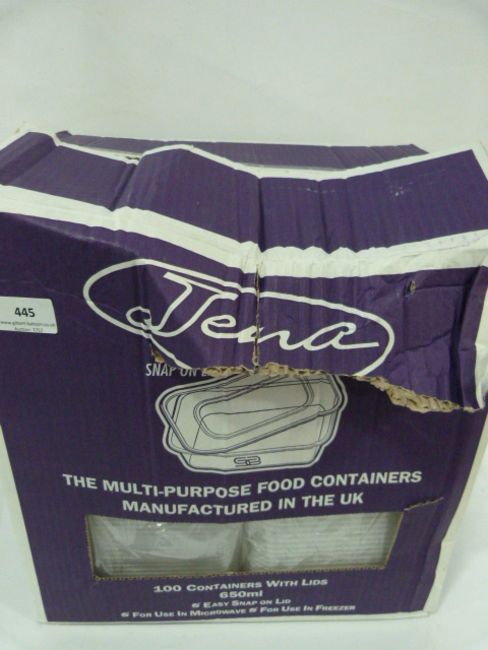 Jena
445
SNAP ON
THE MULTI-PURPOSE FOOD CONTAINERS
MANUFACTURED IN THE UK
100 CONTAINERS WITH LIDS
650ml
EASY SNAP ON LID
FOR USE IN MICROWAVE FOR USE IN FREEZER